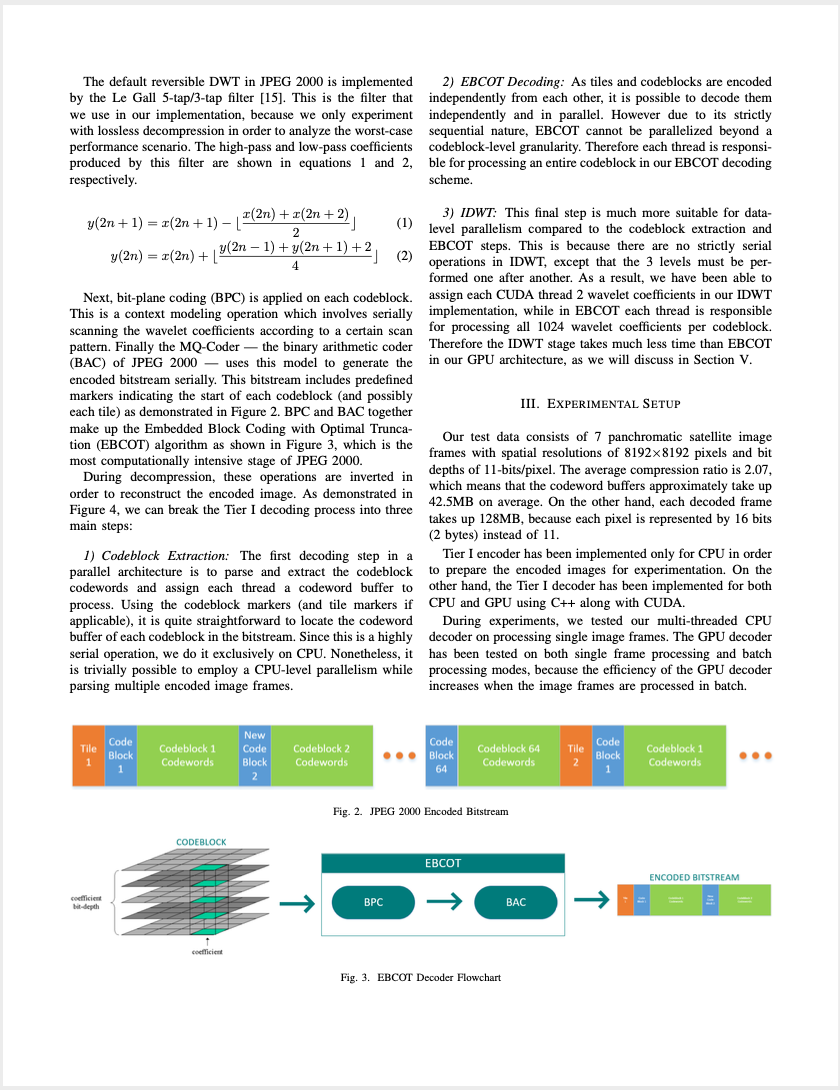 The default reversible DWT in JPEG 2000 is implemented
by the Le Gall 5-tap/3-tap filter [15]. This is the filter that
we use in our implementation, because we only experiment
with lossless decompression in order to analyze the worst-case
performance scenario. The high-pass and low-pass coefficients
produced by this filter are shown in equations 1 and 2,
respectively.
y(2n + 1) = x(2n + 1) − ⌊(x(2n) + x(2n + 2))/2⌋ (1)
y(2n) = x(2n) + ⌊(y(2n − 1) + y(2n + 1) + 2)/4⌋ (2)
Next, bit-plane coding (BPC) is applied on each codeblock.
This is a context modeling operation which involves serially
scanning the wavelet coefficients according to a certain scan
pattern. Finally the MQ-Coder — the binary arithmetic coder
(BAC) of JPEG 2000 — uses this model to generate the
encoded bitstream serially. This bitstream includes predefined
markers indicating the start of each codeblock (and possibly
each tile) as demonstrated in Figure 2. BPC and BAC together
make up the Embedded Block Coding with Optimal Trunca-
tion (EBCOT) algorithm as shown in Figure 3, which is the
most computationally intensive stage of JPEG 2000.
During decompression, these operations are inverted in
order to reconstruct the encoded image. As demonstrated in
Figure 4, we can break the Tier I decoding process into three
main steps:
1) Codeblock Extraction: The first decoding step in a
parallel architecture is to parse and extract the codeblock
codewords and assign each thread a codeword buffer to
process. Using the codeblock markers (and tile markers if
applicable), it is quite straightforward to locate the codeword
buffer of each codeblock in the bitstream. Since this is a highly
serial operation, we do it exclusively on CPU. Nonetheless, it
is trivially possible to employ a CPU-level parallelism while
parsing multiple encoded image frames.
2) EBCOT Decoding: As tiles and codeblocks are encoded
independently from each other, it is possible to decode them
independently and in parallel. However due to its strictly
sequential nature, EBCOT cannot be parallelized beyond a
codeblock-level granularity. Therefore each thread is responsi-
ble for processing an entire codeblock in our EBCOT decoding
scheme.
3) IDWT: This final step is much more suitable for data-
level parallelism compared to the codeblock extraction and
EBCOT steps. This is because there are no strictly serial
operations in IDWT, except that the 3 levels must be per-
formed one after another. As a result, we have been able to
assign each CUDA thread 2 wavelet coefficients in our IDWT
implementation, while in EBCOT each thread is responsible
for processing all 1024 wavelet coefficients per codeblock.
Therefore the IDWT stage takes much less time than EBCOT
in our GPU architecture, as we will discuss in Section V.
III. EXPERIMENTAL SETUP
Our test data consists of 7 panchromatic satellite image
frames with spatial resolutions of 8192×8192 pixels and bit
depths of 11-bits/pixel. The average compression ratio is 2.07,
which means that the codeword buffers approximately take up
42.5MB on average. On the other hand, each decoded frame
takes up 128MB, because each pixel is represented by 16 bits
(2 bytes) instead of 11.
Tier I encoder has been implemented only for CPU in order
to prepare the encoded images for experimentation. On the
other hand, the Tier I decoder has been implemented for both
CPU and GPU using C++ along with CUDA.
During experiments, we tested our multi-threaded CPU
decoder on processing single image frames. The GPU decoder
has been tested on both single frame processing and batch
processing modes, because the efficiency of the GPU decoder
increases when the image frames are processed in batch.
Tile
1
Code
Block
1
Codeblock 1
Codewords
New
Code
Block
2
Codeblock 2
Codewords
Code
Block
64
Codeblock 64
Codewords
Tile
2
Code
Block
1
Codeblock 1
Codewords
Fig. 2. JPEG 2000 Encoded Bitstream
CODEBLOCK
coefficient
bit-depth
coefficient
EBCOT
BPC
BAC
ENCODED BITSTREAM
Fig. 3. EBCOT Decoder Flowchart